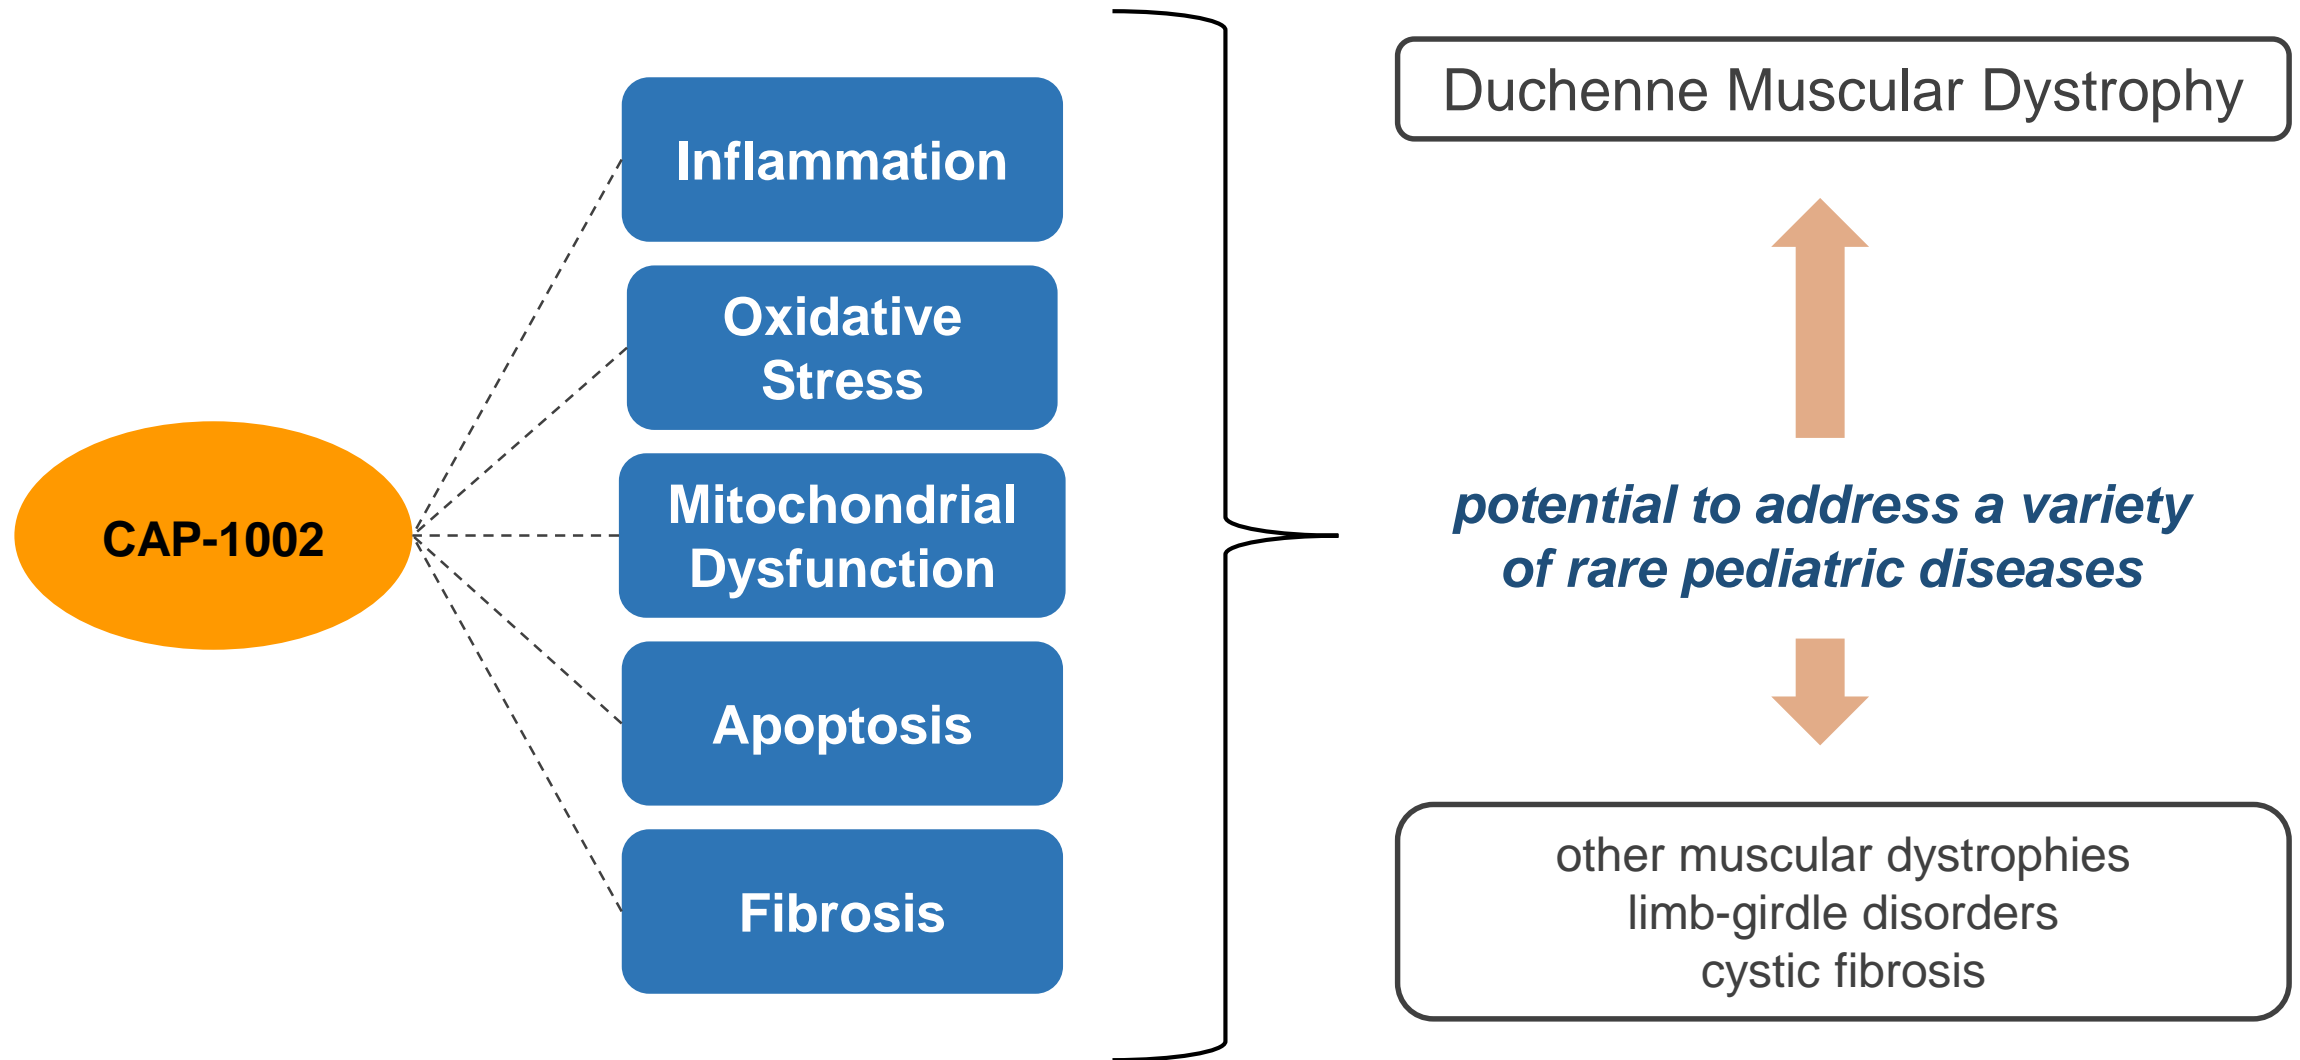 CAP-1002
Inflammation
Oxidative
Stress
Mitochondrial
Dysfunction
Apoptosis
Fibrosis
Duchenne Muscular Dystrophy
potential to address a variety
of rare pediatric diseases
other muscular dystrophies
limb-girdle disorders
cystic fibrosis